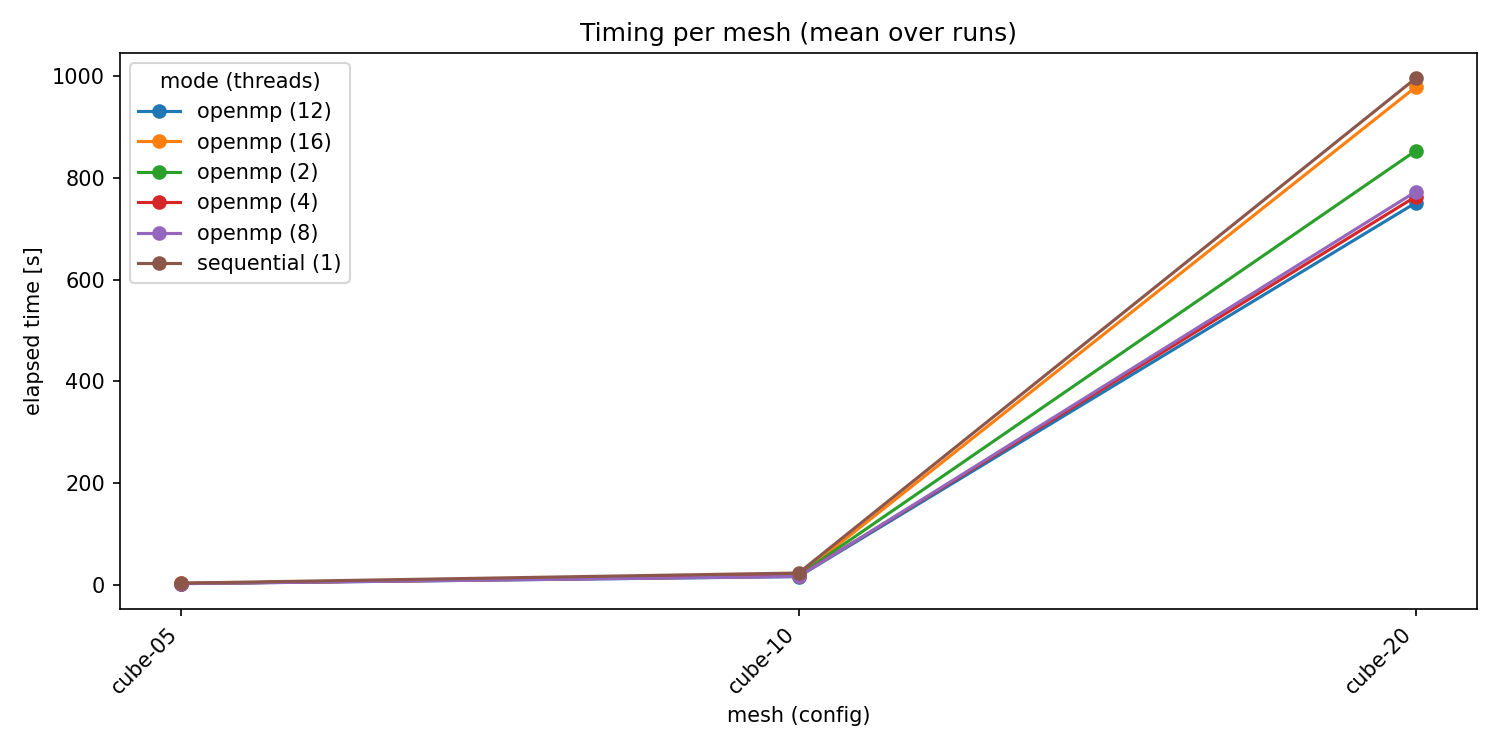 Timing per mesh (mean over runs)
mode (threads)
openmp (12)
openmp (16)
openmp (2)
openmp (4)
openmp (8)
sequential (1)
elapsed time [s]
1000
800
600
400
200
0
cube-05
cube-10
cube-20
mesh (config)